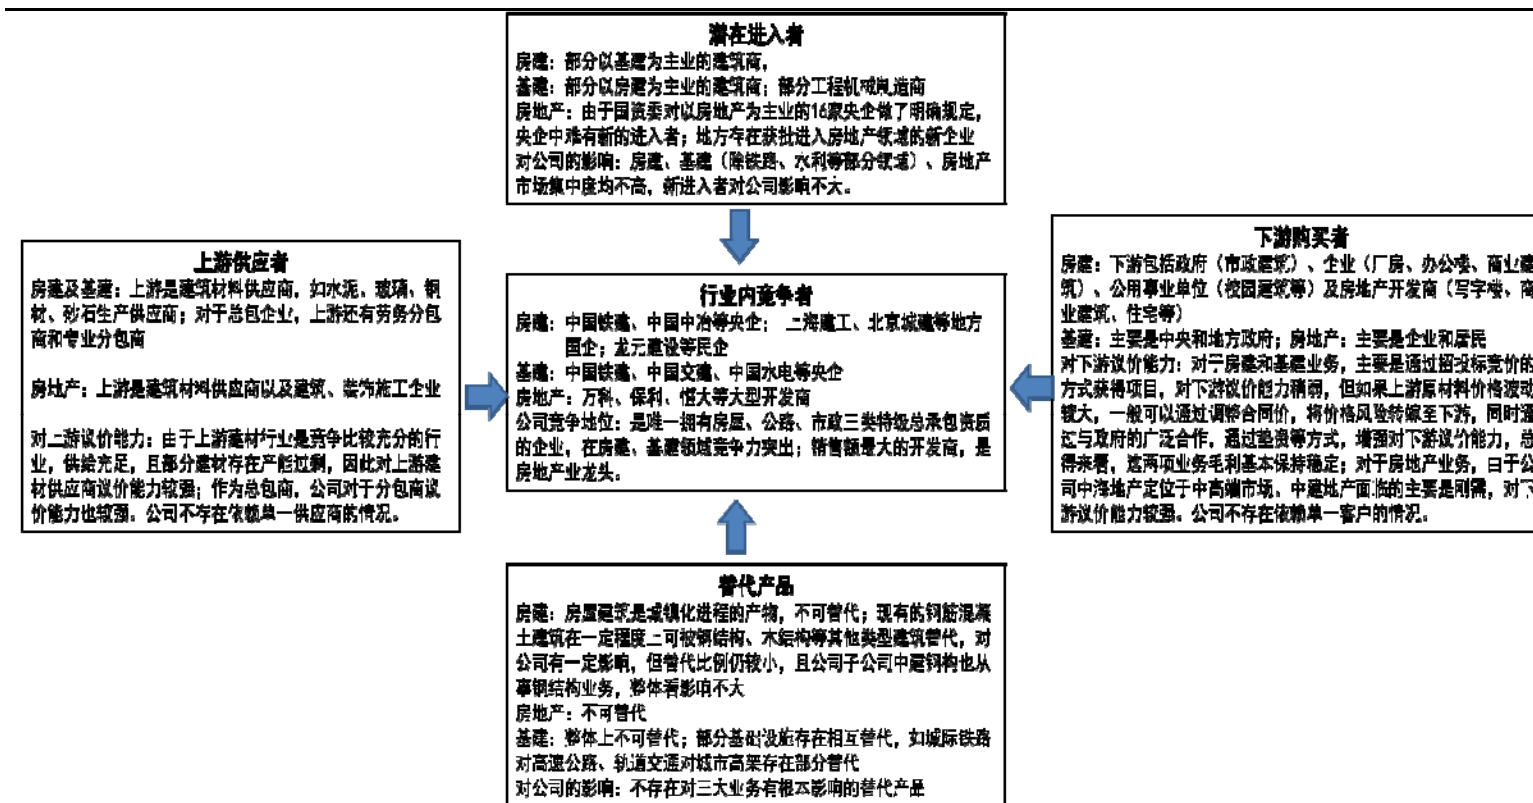 潜在进入者
房建：部分以基建为主业的建筑商，
基建：部分以房建为主业的建筑商；部分工程机械制造商
房地产：由于国资委对以房地产为主业的16家央企做了明确规定，
央企中难有新的进入者；地方存在获批进入房地产领域的新企业
对公司的影响：房建、基建（除铁路、水利等部分领域）、房地产
市场集中度均不高，新进入者对公司影响不大。
上游供应者
房建及基建：上游是建筑材料供应商，如水泥、玻璃、钢
材、砂石生产供应商；对于总包企业，上游还有劳务分包
商和专业分包商
房地产：上游是建筑材料供应商以及建筑、装饰施工企业
对上游议价能力：由于上游建材行业是竞争比较充分的行
业，供给充足，且部分建材存在产能过剩，因此对上游建
材供应商议价能力较强；作为总包商，公司对于分包商议
价能力也较强。公司不存在依赖单一供应商的情况。
行业内竞争者
房建：中国铁建、中国中冶等央企； 上海建工、北京城建等地方
国企；龙元建设等民企
基建：中国铁建、中国交建、中国水电等央企
房地产：万科、保利、恒大等大型开发商
公司竞争地位：是唯一拥有房屋、公路、市政三类特级总承包资质
的企业，在房建、基建领域竞争力突出；销售额最大的开发商，是
房地产业龙头。
下游购买者
房建：下游包括政府（市政建筑）、企业（厂房、办公楼、商业建
筑）、公用事业单位（校园建筑等）及房地产开发商（写字楼、商
业建筑、住宅等）
基建：主要是中央和地方政府；房地产：主要是企业和居民
对下游议价能力：对于房建和基建业务，主要是通过招投标竞价的
方式获得项目，对下游议价能力稍弱，但如果上游原材料价格波动
较大，一般可以通过调整合同价，将价格风险转嫁至下游，同时通
过与政府的广泛合作，通过垫资等方式，增强对下游议价能力，总
得来看，这两项业务毛利基本保持稳定；对于房地产业务，由于公
司中海地产定位于中高端市场、中建地产面临的主要是刚需，对下
游议价能力较强。公司不存在依赖单一客户的情况。
替代产品
房建：房屋建筑是城镇化进程的产物，不可替代；现有的钢筋混凝
土建筑在一定程度上可被钢结构、木结构等其他类型建筑替代，对
公司有一定影响，但替代比例仍较小，且公司子公司中建钢构也从
事钢结构业务，整体看影响不大
房地产：不可替代
基建：整体上不可替代；部分基础设施存在相互替代，如城际铁路
对高速公路、轨道交通对城市高架存在部分替代
对公司的影响：不存在对三大业务有根本影响的替代产品